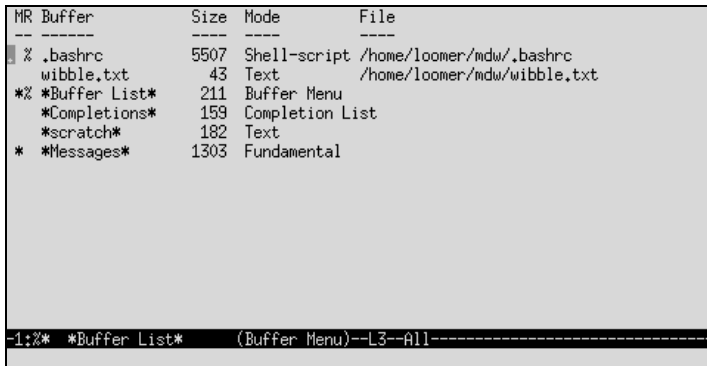 MR Buffer           Size  Mode         File
-- ------           ----  ----         ----
. % .bashrc         5507  Shell-script /home/loomer/mdw/.bashrc
    wibble.txt        43  Text         /home/loomer/mdw/wibble.txt
*%  *Buffer List*    211  Buffer Menu
    *Completions*    159  Completion List
    *scratch*        182  Text
*   *Messages*      1303  Fundamental
-1:%*  *Buffer List*      (Buffer Menu)--L3--All------------------------------